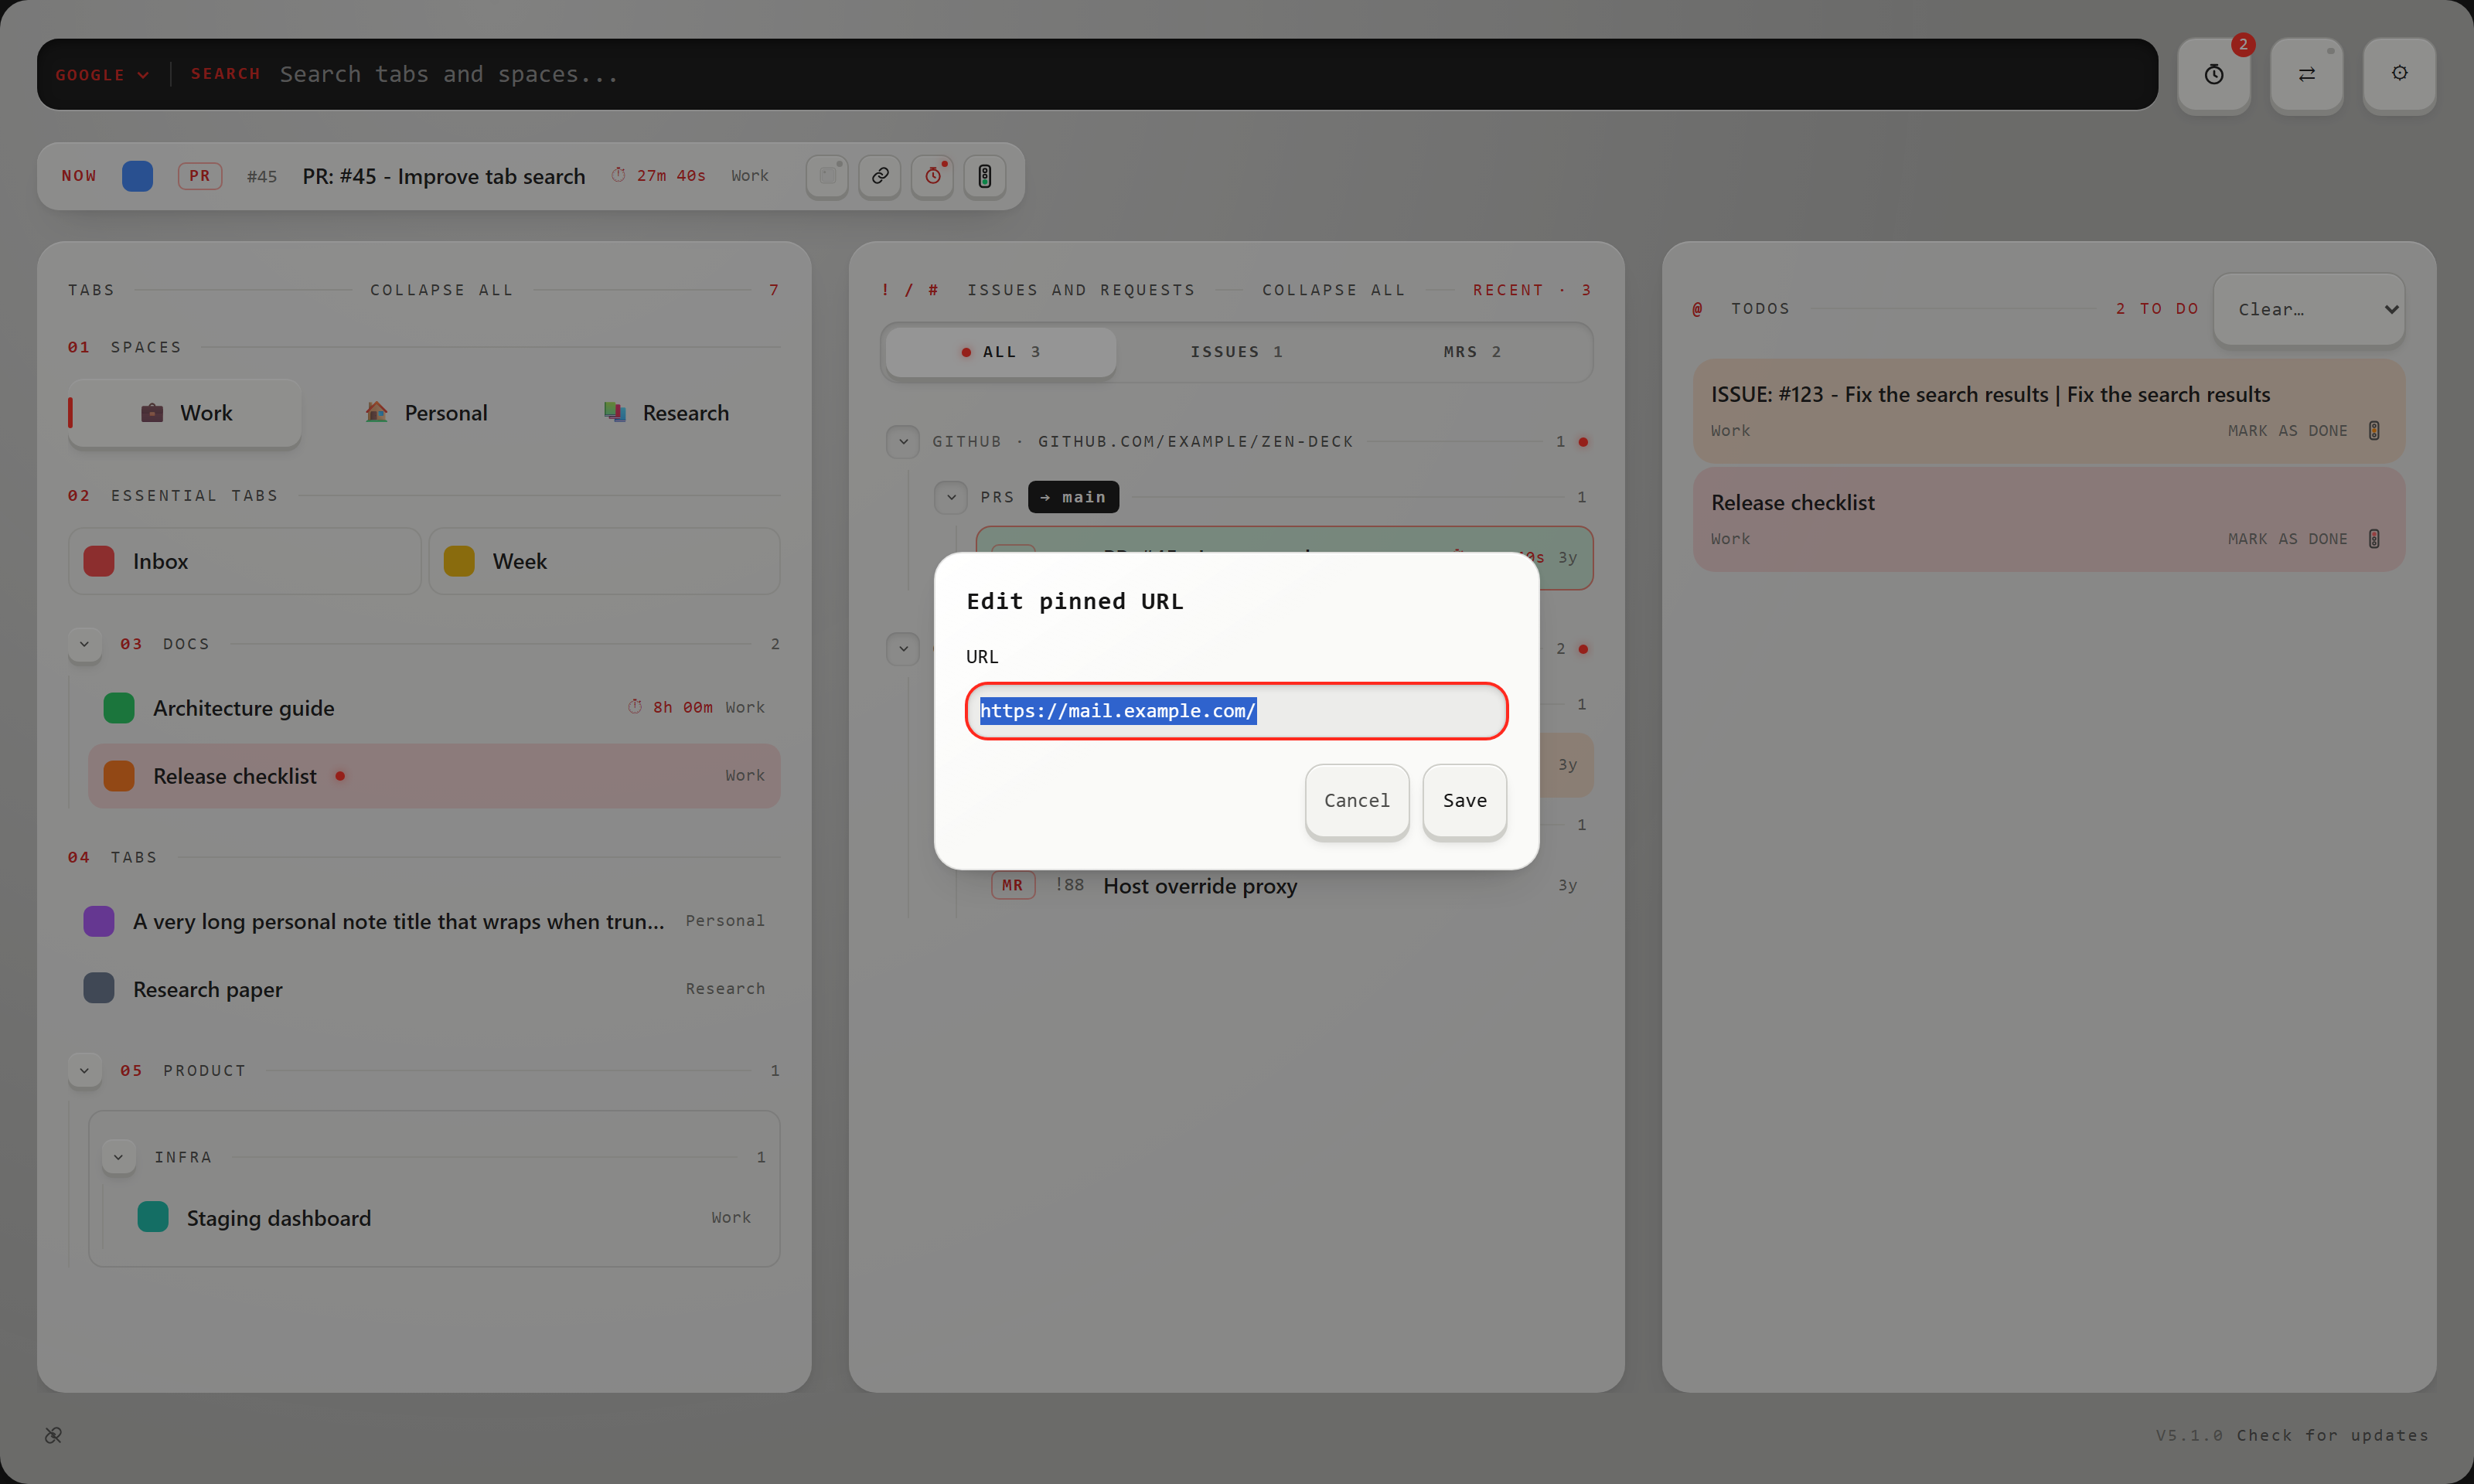 GOOGLE SEARCH Search tabs and spaces...
2
NOW PR #45 PR: #45 - Improve tab search 27m 40s Work
TABS COLLAPSE ALL 7
01 SPACES
Work Personal Research
02 ESSENTIAL TABS
Inbox Week
03 DOCS 2
Architecture guide 8h 00m Work
Release checklist Work
04 TABS
A very long personal note title that wraps when trun... Personal
Research paper Research
05 PRODUCT 1
INFRA 1
Staging dashboard Work
! / # ISSUES AND REQUESTS COLLAPSE ALL RECENT · 3
ALL 3 ISSUES 1 MRS 2
GITHUB · GITHUB.COM/EXAMPLE/ZEN-DECK 1
PRS → main 1
3y
2
1
3y
1
MR !88 Host override proxy 3y
Edit pinned URL
URL
https://mail.example.com/
Cancel Save
@ TODOS 2 TO DO Clear…
ISSUE: #123 - Fix the search results | Fix the search results
Work MARK AS DONE
Release checklist
Work MARK AS DONE
V5.1.0 Check for updates